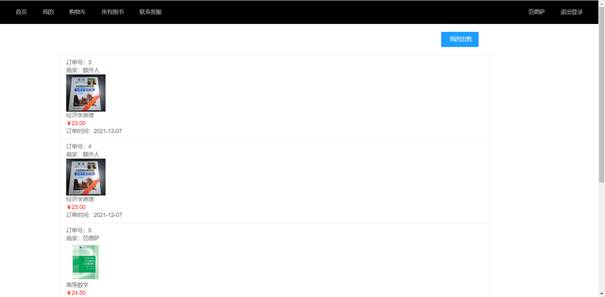 首页 我的 购物车 所有图书 联系客服 范德萨 退出登录
我的出售
订单号：3
商家：额外人
经济学原理
￥23.00
订单时间：2021-12-07
订单号：4
商家：额外人
经济学原理
￥23.00
订单时间：2021-12-07
订单号：5
商家：范德萨
高等数学
￥24.50